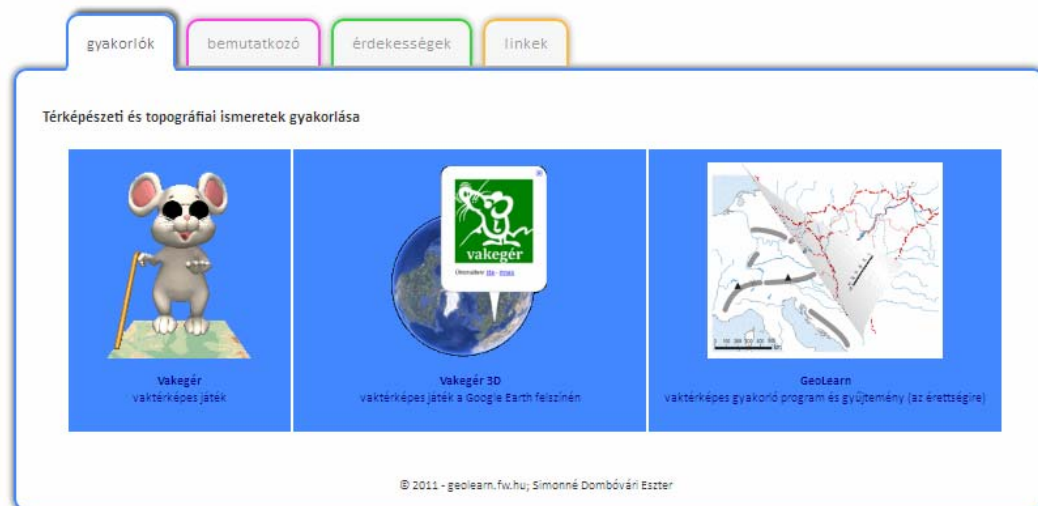 gyakorlók
bemutatkozó
érdekességek
linkek
Térképészeti és topográfiai ismeretek gyakorlása
vakegér
Vakegér
vaktérképes játék
Vakegér 3D
vaktérképes játék a Google Earth felszínén
GeoLearn
vaktérképes gyakorló program és gyűjtemény (az érettségire)
© 2011 - geolearn.fw.hu; Simonné Dombóvári Eszter